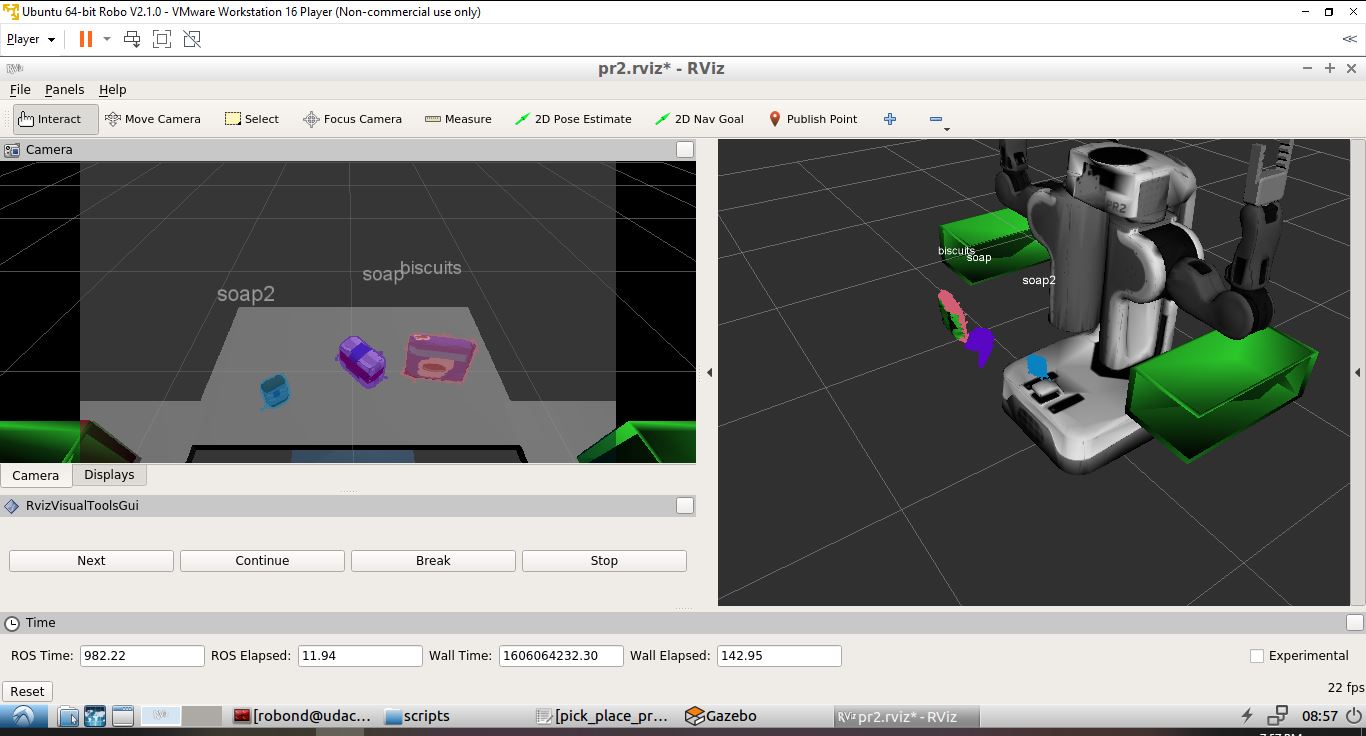 Ubuntu 64-bit Robo V2.1.0 - VMware Workstation 16 Player (Non-commercial use only)
Player
pr2.rviz* - RViz
File Panels Help
Interact Move Camera Select Focus Camera Measure 2D Pose Estimate 2D Nav Goal Publish Point
Camera
soap2
soap
biscuits
PR2
biscuits
soap
soap2
Camera Displays
RvizVisualToolsGui
Next Continue Break Stop
Time
ROS Time: 982.22 ROS Elapsed: 11.94 Wall Time: 1606064232.30 Wall Elapsed: 142.95 Experimental
Reset
22 fps
[robond@udac... scripts [pick_place_pr... Gazebo RViz pr2.rviz* - RViz 08:57